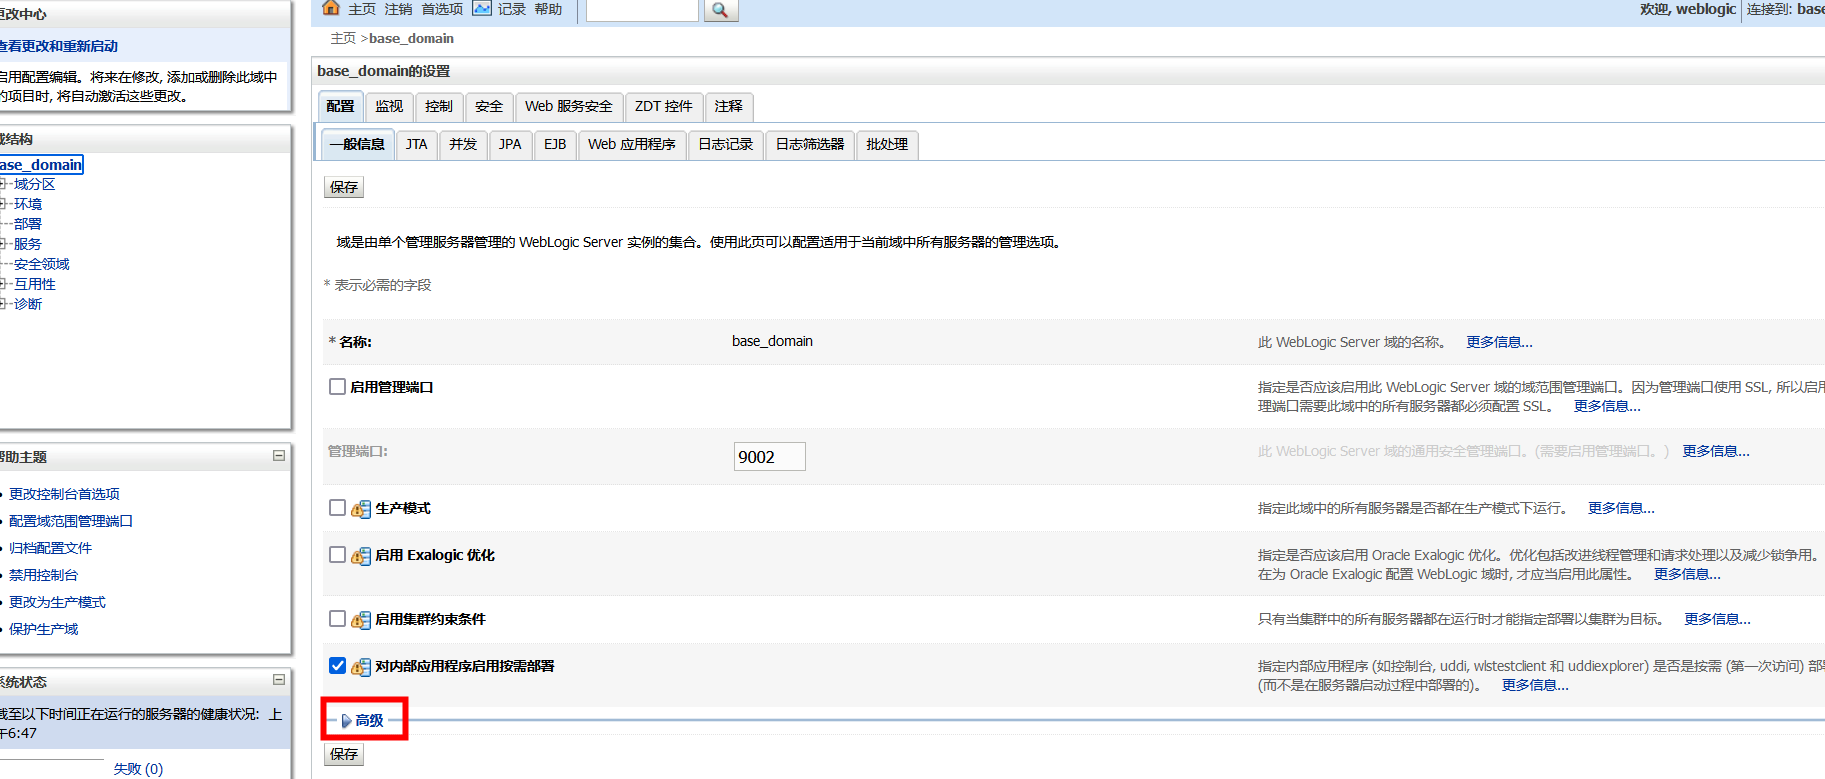 更改中心
查看更改和重新启动
启用配置编辑。将来在修改, 添加或删除此域中
的项目时, 将自动激活这些更改。
域结构
base_domain
域分区
环境
部署
服务
安全领域
互用性
诊断
帮助主题
更改控制台首选项
配置域范围管理端口
归档配置文件
禁用控制台
更改为生产模式
保护生产域
系统状态
截至以下时间正在运行的服务器的健康状况: 上
午6:47
失败 (0)
主页 注销 首选项 记录 帮助
欢迎, weblogic 连接到: base
主页 >base_domain
base_domain的设置
配置 监视 控制 安全 Web 服务安全 ZDT 控件 注释
一般信息 JTA 并发 JPA EJB Web 应用程序 日志记录 日志筛选器 批处理
保存
域是由单个管理服务器管理的 WebLogic Server 实例的集合。使用此页可以配置适用于当前域中所有服务器的管理选项。
* 表示必需的字段
* 名称: base_domain 此 WebLogic Server 域的名称。 更多信息...
启用管理端口 指定是否应该启用此 WebLogic Server 域的域范围管理端口。因为管理端口使用 SSL, 所以启用
理端口需要此域中的所有服务器都必须配置 SSL。 更多信息...
管理端口: 9002 此 WebLogic Server 域的通用安全管理端口。(需要启用管理端口。) 更多信息...
生产模式 指定此域中的所有服务器是否都在生产模式下运行。 更多信息...
启用 Exalogic 优化 指定是否应该启用 Oracle Exalogic 优化。优化包括改进线程管理和请求处理以及减少锁争用。
在为 Oracle Exalogic 配置 WebLogic 域时, 才应当启用此属性。 更多信息...
启用集群约束条件 只有当集群中的所有服务器都在运行时才能指定部署以集群为目标。 更多信息...
对内部应用程序启用按需部署 指定内部应用程序 (如控制台, uddi, wlstestclient 和 uddiexplorer) 是否是按需 (第一次访问) 部署
(而不是在服务器启动过程中部署的)。 更多信息...
高级
保存